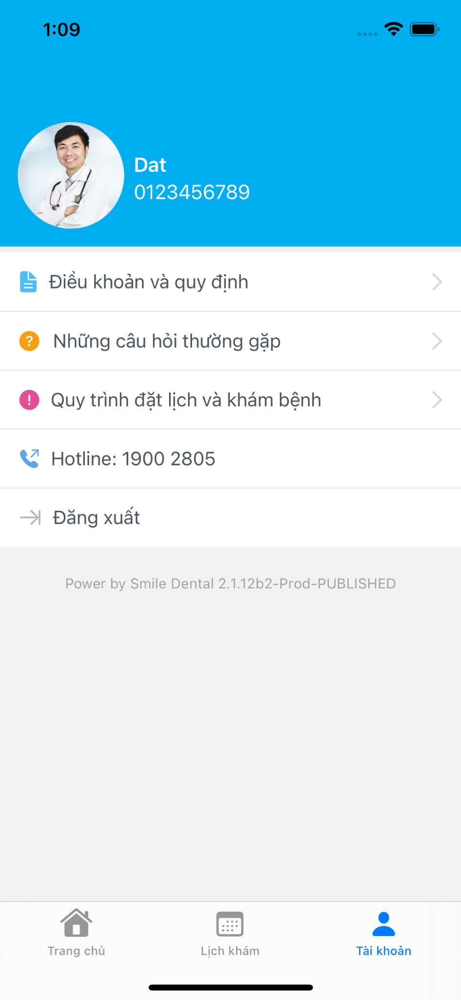 1:09
Dat
0123456789
Điều khoản và quy định
Những câu hỏi thường gặp
Quy trình đặt lịch và khám bệnh
Hotline: 1900 2805
Đăng xuất
Power by Smile Dental 2.1.12b2-Prod-PUBLISHED
Trang chủ
Lịch khám
Tài khoản